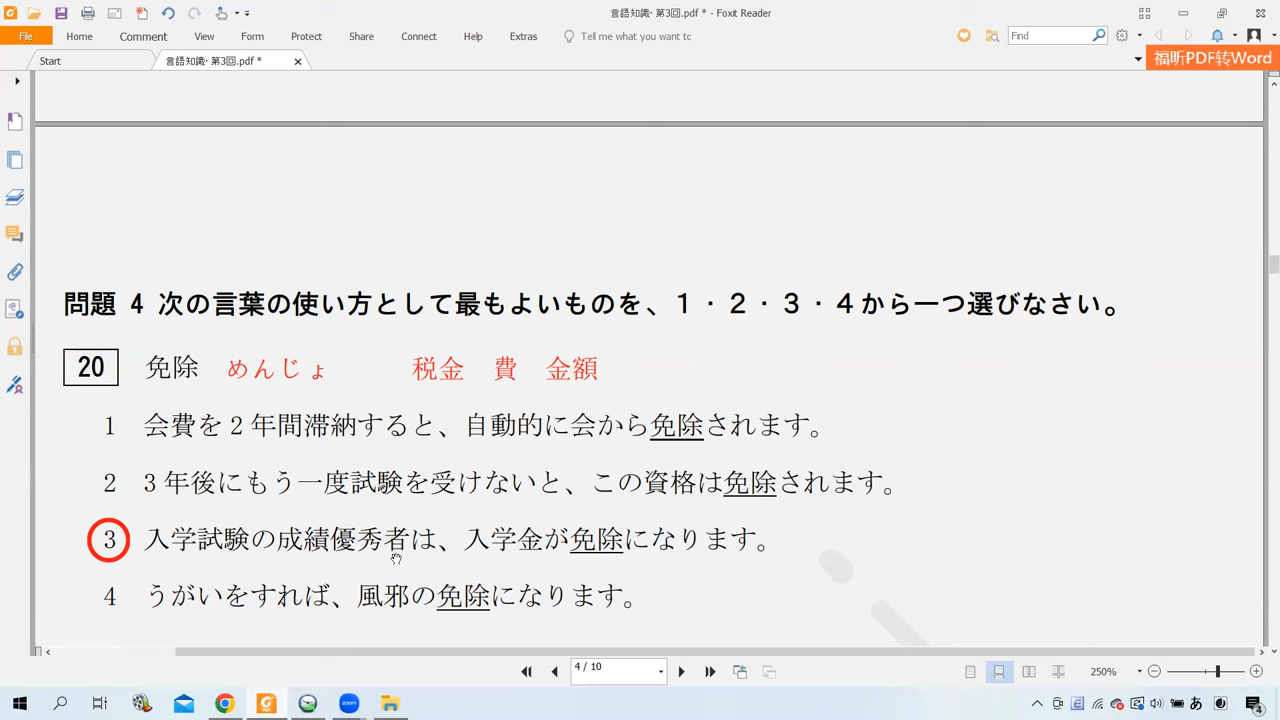 言語知識· 第3回.pdf * - Foxit Reader
File Home Comment View Form Protect Share Connect Help Extras Tell me what you want tc Find
Start 言語知識· 第3回.pdf *
福昕PDF转Word
問題 4 次の言葉の使い方として最もよいものを、１・２・３・４から一つ選びなさい。
20 免除 めんじょ 税金 費 金額
1 会費を２年間滞納すると、自動的に会から免除されます。
2 ３年後にもう一度試験を受けないと、この資格は免除されます。
3 入学試験の成績優秀者は、入学金が免除になります。
4 うがいをすれば、風邪の免除になります。
4 / 10
250%
zoom あ 4